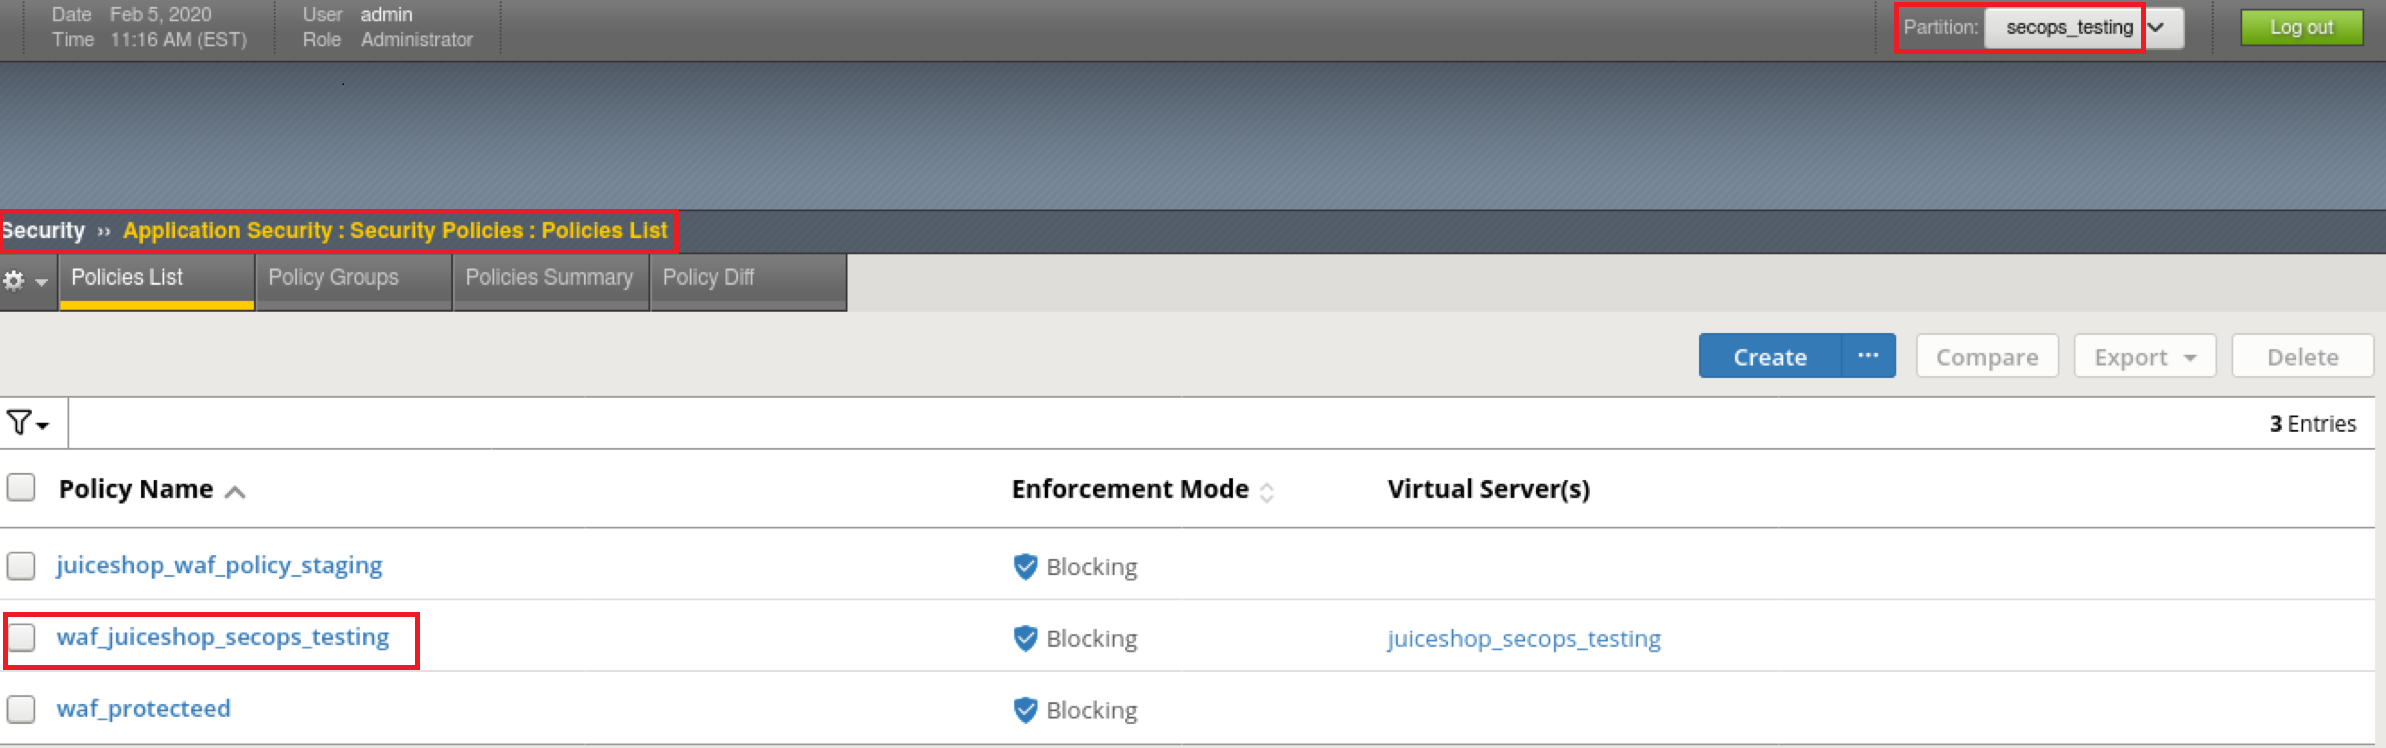 Date Feb 5, 2020 User admin
Time 11:16 AM (EST) Role Administrator
Partition: secops_testing Log out
Security ›› Application Security : Security Policies : Policies List
Policies List Policy Groups Policies Summary Policy Diff
Create ... Compare Export Delete
3 Entries
Policy Name Enforcement Mode Virtual Server(s)
juiceshop_waf_policy_staging Blocking
waf_juiceshop_secops_testing Blocking juiceshop_secops_testing
waf_protecteed Blocking